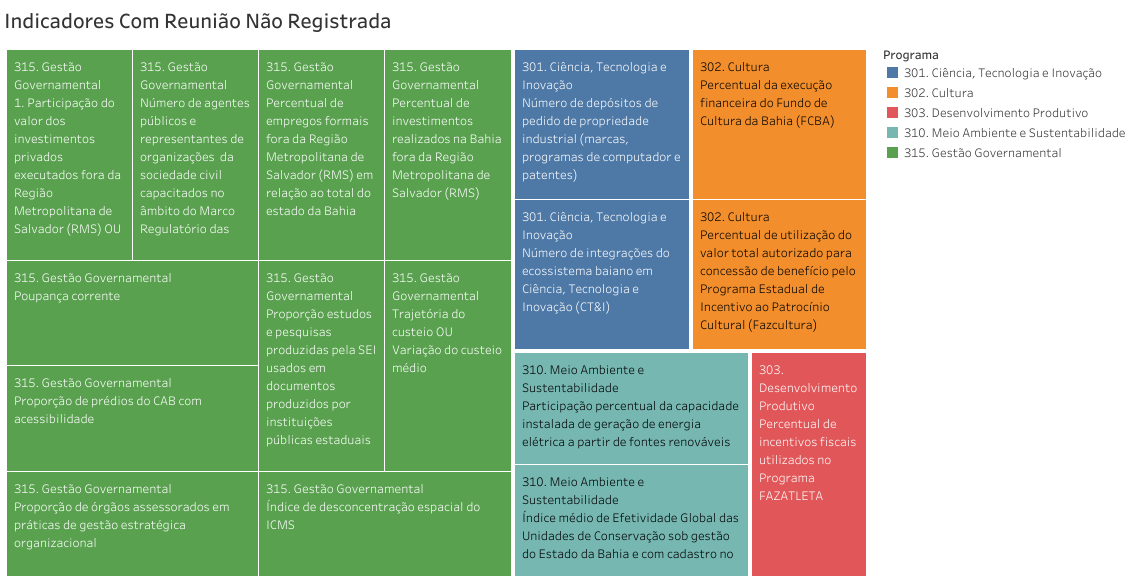 Indicadores Com Reunião Não Registrada
315. Gestão
Governamental
1. Participação do
valor dos
investimentos
privados
executados fora da
Região
Metropolitana de
Salvador (RMS) OU
315. Gestão
Governamental
Número de agentes
públicos e
representantes de
organizações  da
sociedade civil
capacitados no
âmbito do Marco
Regulatório das
315. Gestão
Governamental
Percentual de
empregos formais
fora da Região
Metropolitana de
Salvador (RMS) em
relação ao total do
estado da Bahia
315. Gestão
Governamental
Percentual de
investimentos
realizados na Bahia
fora da Região
Metropolitana de
Salvador (RMS)
315. Gestão Governamental
Poupança corrente
315. Gestão Governamental
Proporção de prédios do CAB com
acessibilidade
315. Gestão
Governamental
Proporção estudos
e pesquisas
produzidas pela SEI
usados em
documentos
produzidos por
instituições
públicas estaduais
315. Gestão
Governamental
Trajetória do
custeio OU
Variação do custeio
médio
315. Gestão Governamental
Proporção de órgãos assessorados em
práticas de gestão estratégica
organizacional
315. Gestão Governamental
Índice de desconcentração espacial do
ICMS
301. Ciência, Tecnologia e
Inovação
Número de depósitos de
pedido de propriedade
industrial (marcas,
programas de computador e
patentes)
301. Ciência, Tecnologia e
Inovação
Número de integrações do
ecossistema baiano em
Ciência, Tecnologia e
Inovação (CT&I)
302. Cultura
Percentual da execução
financeira do Fundo de
Cultura da Bahia (FCBA)
302. Cultura
Percentual de utilização do
valor total autorizado para
concessão de benefício pelo
Programa Estadual de
Incentivo ao Patrocínio
Cultural (Fazcultura)
310. Meio Ambiente e
Sustentabilidade
Participação percentual da capacidade
instalada de geração de energia
elétrica a partir de fontes renováveis
310. Meio Ambiente e
Sustentabilidade
Índice médio de Efetividade Global das
Unidades de Conservação sob gestão
do Estado da Bahia e com cadastro no
303.
Desenvolvimento
Produtivo
Percentual de
incentivos fiscais
utilizados no
Programa
FAZATLETA
Programa
301. Ciência, Tecnologia e Inovação
302. Cultura
303. Desenvolvimento Produtivo
310. Meio Ambiente e Sustentabilidade
315. Gestão Governamental